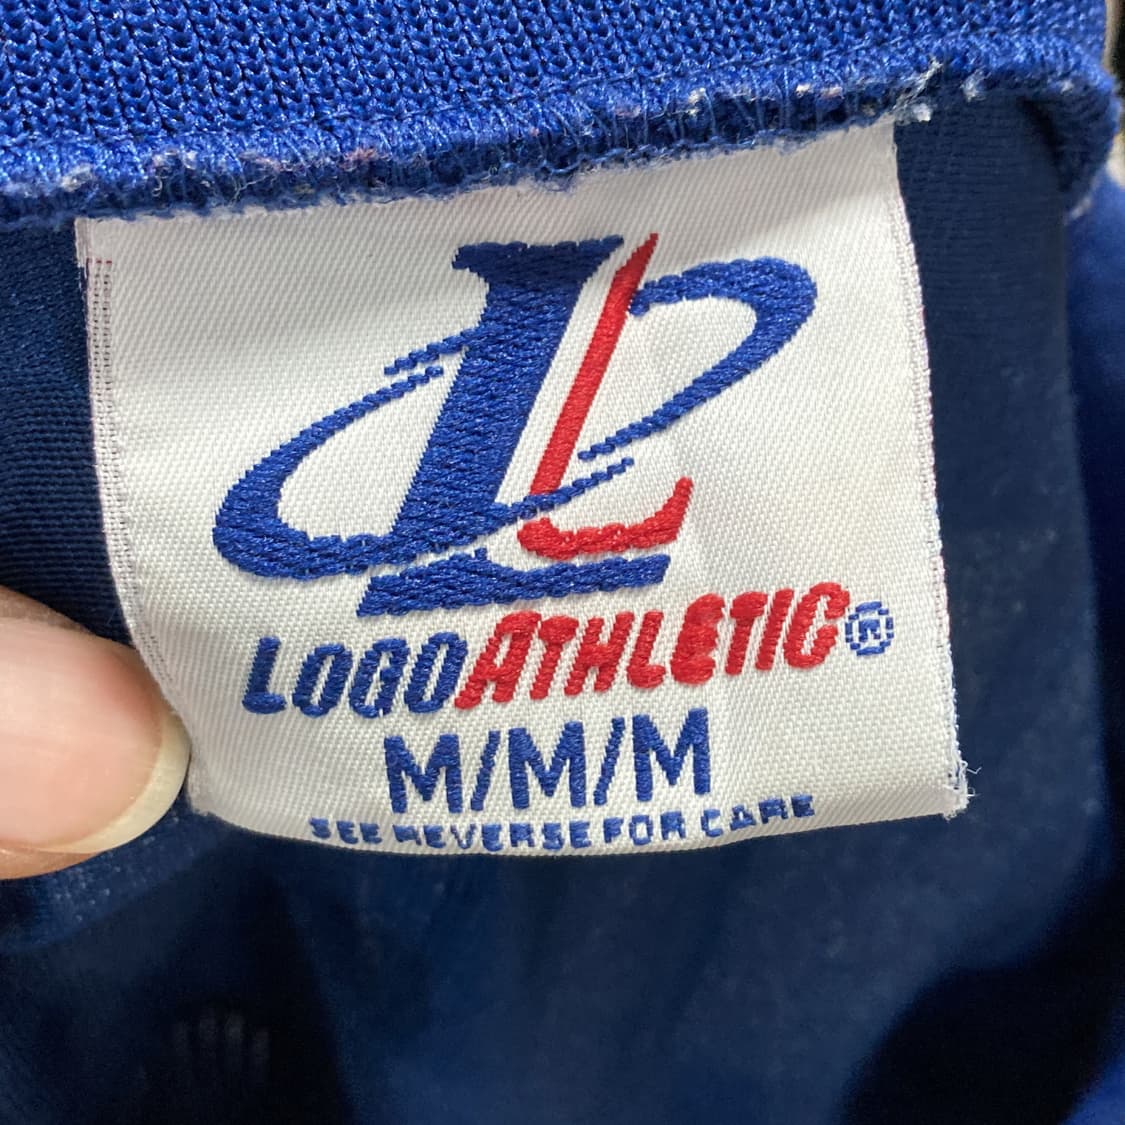 L
LOGOATHLETIC®
M/M/M
SEE REVERSE FOR CARE